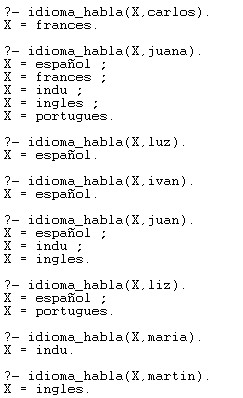 ?- idioma_habla(X,carlos).
X = frances.
?- idioma_habla(X,juana).
X = español ;
X = frances ;
X = indu ;
X = ingles ;
X = portugues.
?- idioma_habla(X,luz).
X = español.
?- idioma_habla(X,ivan).
X = español.
?- idioma_habla(X,juan).
X = español ;
X = indu ;
X = ingles.
?- idioma_habla(X,liz).
X = español ;
X = portugues.
?- idioma_habla(X,maria).
X = indu.
?- idioma_habla(X,martin).
X = ingles.